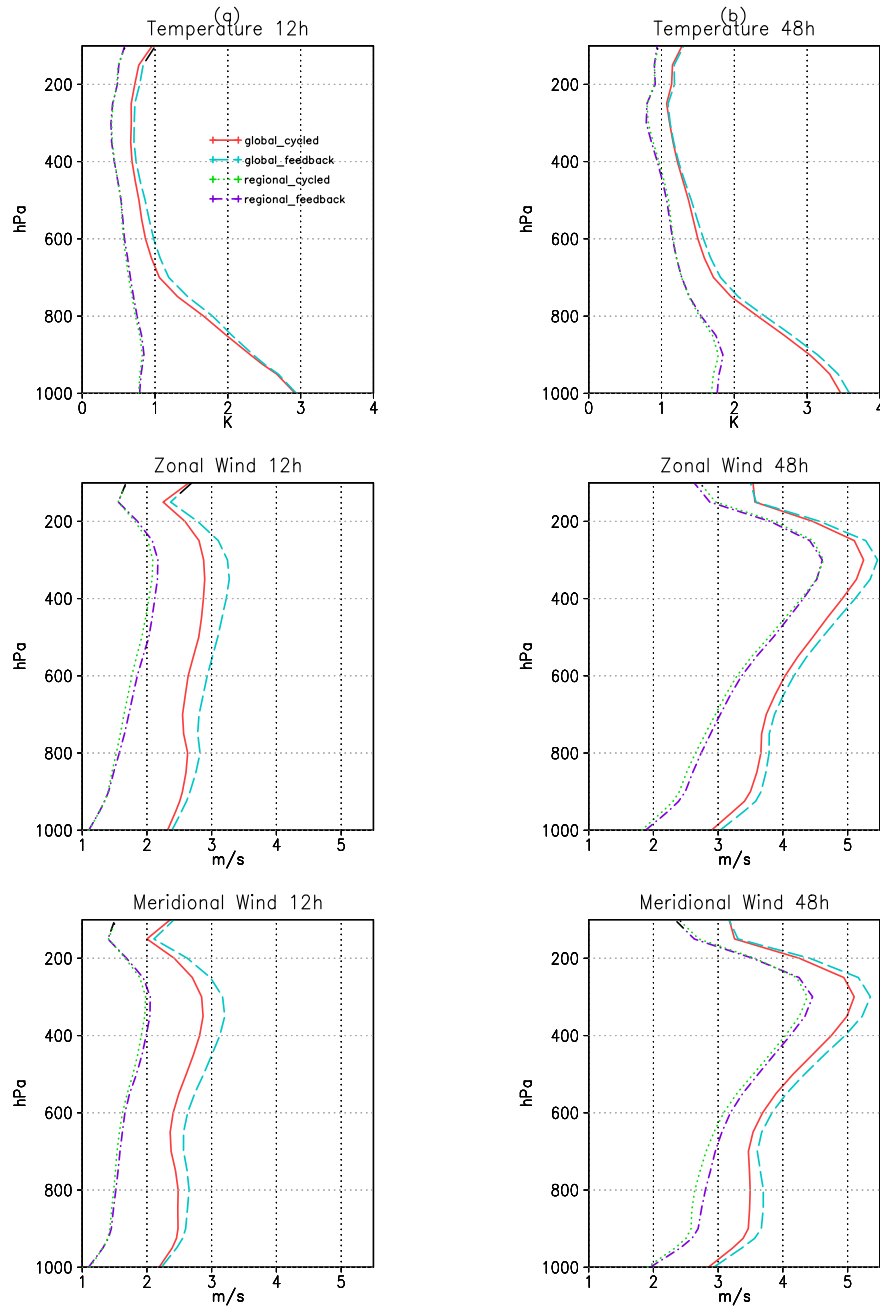 (a)
Temperature 12h
200
400
600
800
1000
hPa
global_cycled
global_feedback
regional_cycled
regional_feedback
0 1 2 3 4
K
(b)
Temperature 48h
200
400
600
800
1000
hPa
0 1 2 3 4
K
Zonal Wind 12h
200
400
600
800
1000
hPa
1 2 3 4 5
m/s
Zonal Wind 48h
200
400
600
800
1000
hPa
1 2 3 4 5
m/s
Meridional Wind 12h
200
400
600
800
1000
hPa
1 2 3 4 5
m/s
Meridional Wind 48h
200
400
600
800
1000
hPa
1 2 3 4 5
m/s